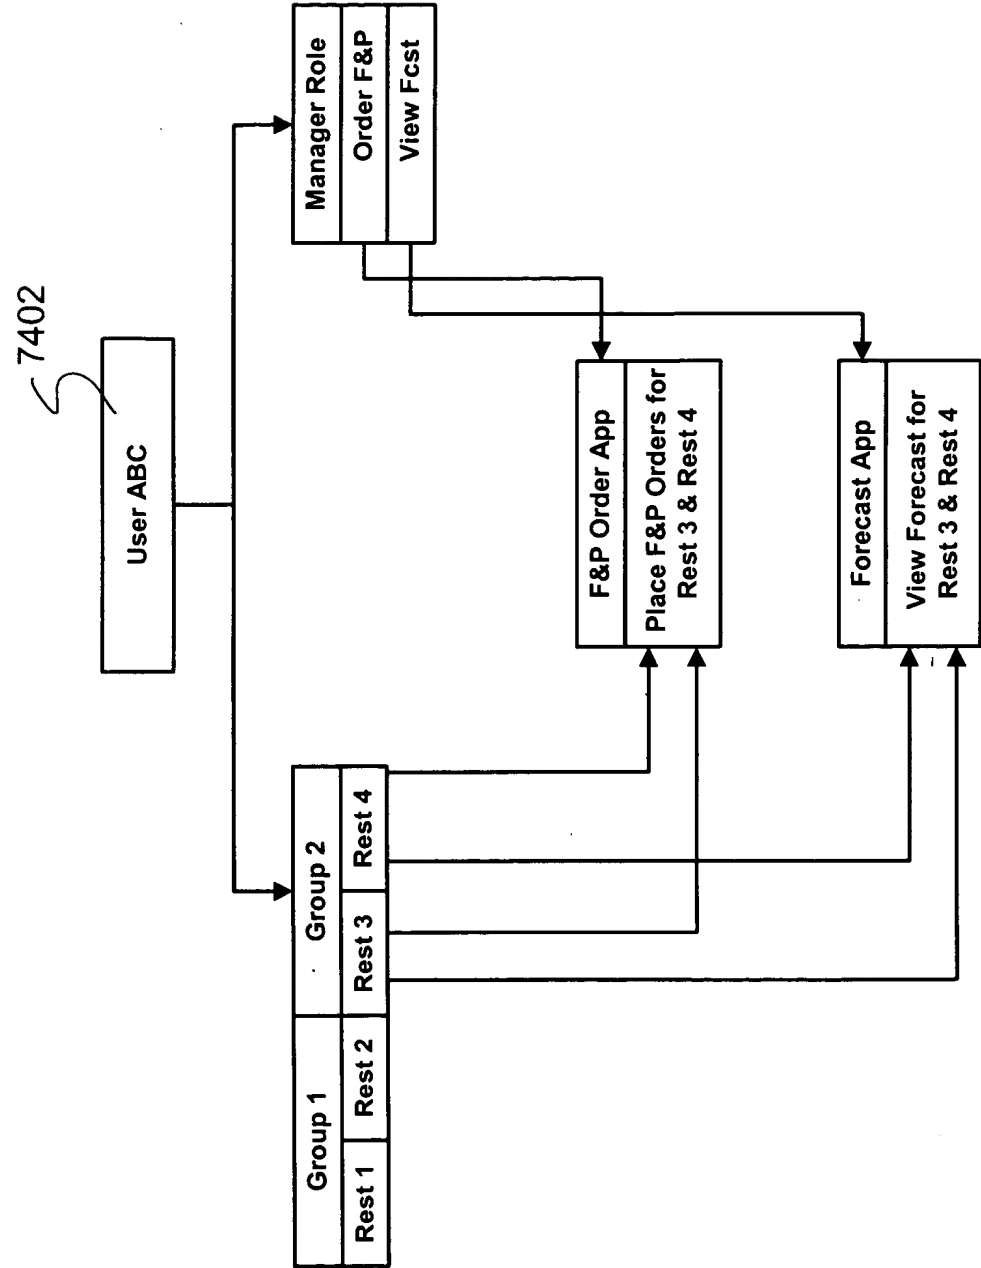 7402
User ABC
Group 1
Group 2
Rest 1
Rest 2
Rest 3
Rest 4
Manager Role
Order F&P
View Fcst
F&P Order App
Place F&P Orders for
Rest 3 & Rest 4
Forecast App
View Forecast for
Rest 3 & Rest 4